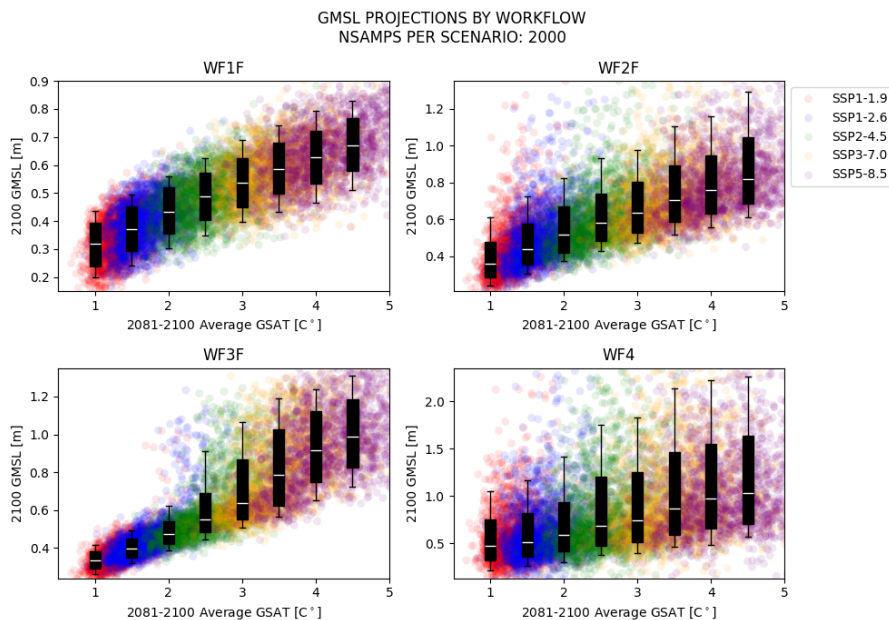 GMSL PROJECTIONS BY WORKFLOW
NSAMPS PER SCENARIO: 2000
WF1F
0.9
0.8
0.7
0.6
0.5
0.4
0.3
0.2
2100 GMSL [m]
1 2 3 4 5
2081-2100 Average GSAT [C°]
WF2F
1.2
1.0
0.8
0.6
0.4
2100 GMSL [m]
1 2 3 4 5
2081-2100 Average GSAT [C°]
SSP1-1.9
SSP1-2.6
SSP2-4.5
SSP3-7.0
SSP5-8.5
WF3F
1.2
1.0
0.8
0.6
0.4
2100 GMSL [m]
1 2 3 4 5
2081-2100 Average GSAT [C°]
WF4
2.0
1.5
1.0
0.5
2100 GMSL [m]
1 2 3 4 5
2081-2100 Average GSAT [C°]